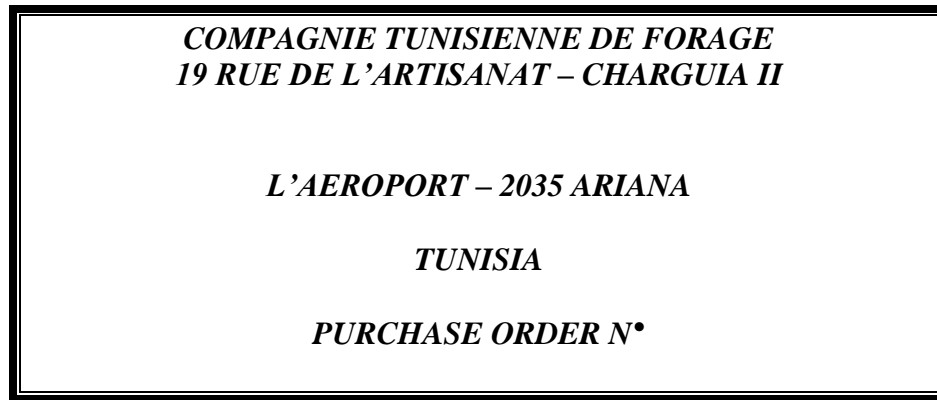 COMPAGNIE TUNISIENNE DE FORAGE
19 RUE DE L’ARTISANAT – CHARGUIA II
L’AEROPORT – 2035 ARIANA
TUNISIA
PURCHASE ORDER N•